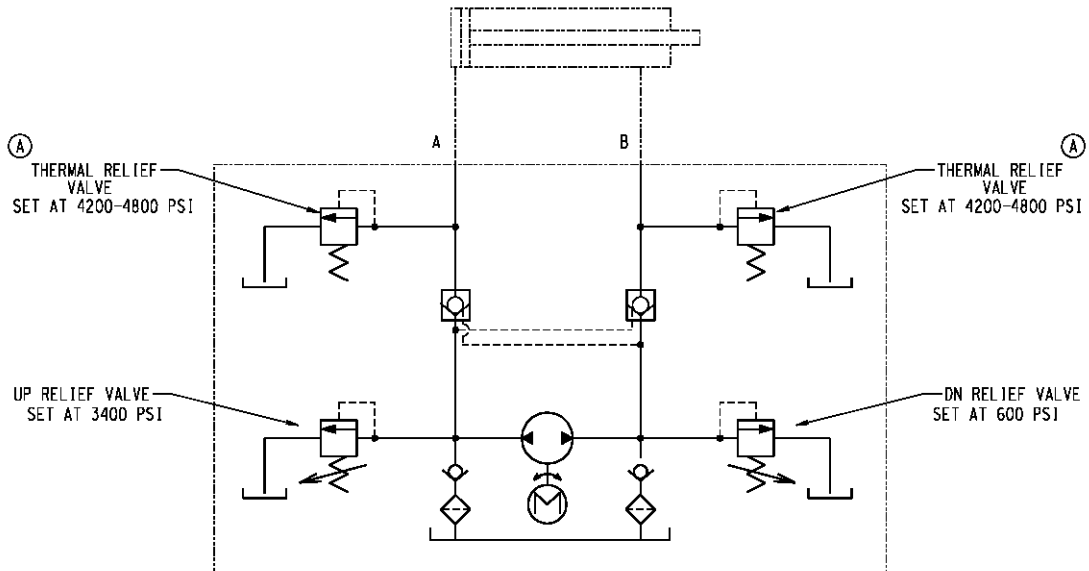 A
B
A
THERMAL RELIEF
VALVE
SET AT 4200-4800 PSI
A
THERMAL RELIEF
VALVE
SET AT 4200-4800 PSI
UP RELIEF VALVE
SET AT 3400 PSI
DN RELIEF VALVE
SET AT 600 PSI
M